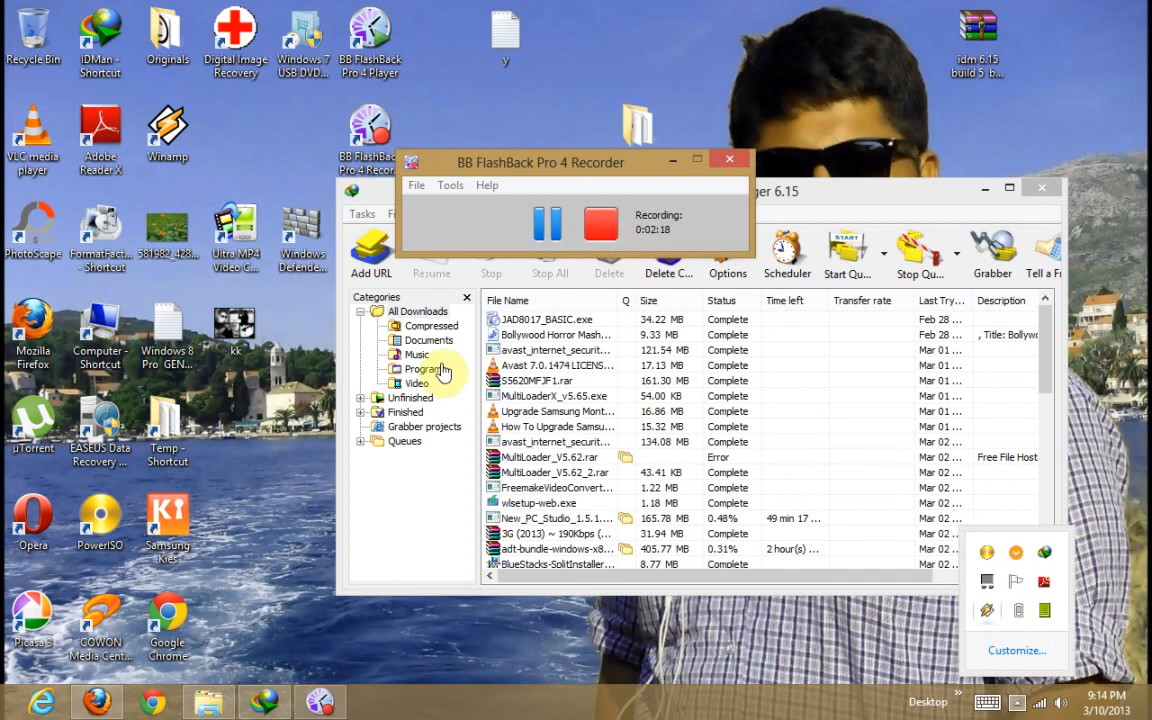 Recycle Bin
IDMan -
Shortcut
Originals
Digital Image
Recovery
Windows 7
USB DVD...
BB FlashBack
Pro 4 Player
y
idm 6.15
build 5_b...
VLC media
player
Adobe
Reader X
Winamp
BB FlashBac
Pro 4 Recor
PhotoScape
FormatFact...
- Shortcut
581982_428...
Ultra MP4
Video C...
Windows
Defende...
Mozilla
Firefox
Computer -
Shortcut
Windows 8
Pro GEN...
kk
µTorrent
EASEUS Data
Recovery ...
Temp -
Shortcut
Opera
PowerISO
Samsung
Kies
Picasa 3
COWON
Media Cent...
Google
Chrome
BB FlashBack Pro 4 Recorder
File Tools Help
Recording:
0:02:18
ger 6.15
Tasks Fi
Add URL Resume Stop Stop All Delete Delete C... Options Scheduler Start Qu... Stop Qu... Grabber Tell a Fr
Categories
All Downloads
Compressed
Documents
Music
Program
Video
Unfinished
Finished
Grabber projects
Queues
File Name Q Size Status Time left Transfer rate Last Try... Description
JAD8017_BASIC.exe 34.22 MB Complete Feb 28 ...
Bollywood Horror Mash... 9.33 MB Complete Feb 28 ... , Title: Bollywo
avast_internet_securit... 121.54 MB Complete Mar 01 ...
Avast 7.0.1474 LICENS... 17.13 MB Complete Mar 01 ...
S5620MFJF1.rar 161.30 MB Complete Mar 01 ...
MultiLoaderX_v5.65.exe 54.00 KB Complete Mar 01 ...
Upgrade Samsung Mont... 16.86 MB Complete Mar 01 ...
How To Upgrade Samsu... 15.32 MB Complete Mar 01 ...
avast_internet_securit... 134.08 MB Complete Mar 02 ...
MultiLoader_V5.62.rar Error Mar 02 ... Free File Host
MultiLoader_V5.62_2.rar 43.41 KB Complete Mar 02 ...
FreemakeVideoConvert... 1.22 MB Complete Mar 02 ...
wlsetup-web.exe 1.18 MB Complete Mar 02 ...
New_PC_Studio_1.5.1.... 165.78 MB 0.48% 49 min 17 ... Mar 02 ...
3G (2013) ~ 190Kbps (... 31.94 MB Complete Mar 02 ...
adt-bundle-windows-x8... 405.77 MB 0.31% 2 hour(s) ... Mar 02 ...
BlueStacks-SplitInstaller... 8.77 MB Complete Mar 02
Customize...
Desktop
9:14 PM
3/10/2013